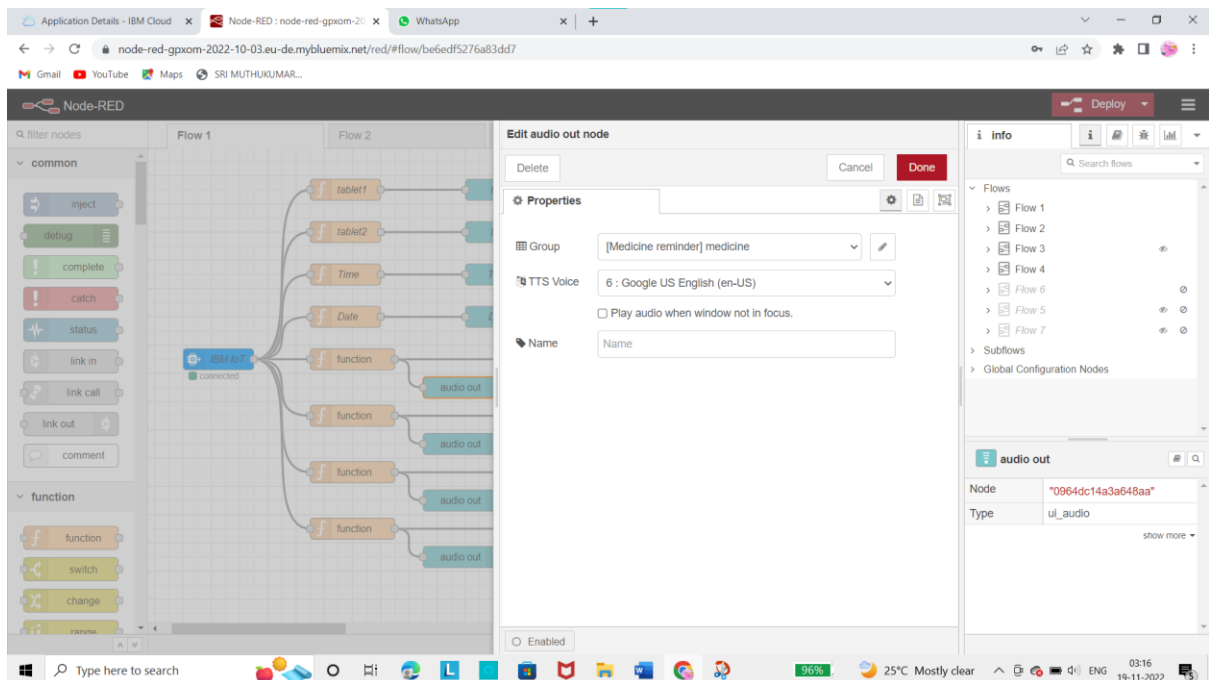 Application Details - IBM Cloud
Node-RED : node-red-gpxom-20
WhatsApp
node-red-gpxom-2022-10-03.eu-de.mybluemix.net/red/#flow/be6edf5276a83dd7
Gmail YouTube Maps SRI MUTHUKUMAR...
Node-RED
Deploy
filter nodes
common
inject
debug
complete
catch
status
link in
link call
link out
comment
function
function
switch
change
range
Flow 1
Flow 2
tablet1
tablet2
Time
Date
IBM IoT
connected
function
audio out
function
audio out
function
audio out
function
audio out
Edit audio out node
Delete
Cancel
Done
Properties
Group
[Medicine reminder] medicine
TTS Voice
6 : Google US English (en-US)
Play audio when window not in focus.
Name
Name
Enabled
i info
i
Search flows
Flows
Flow 1
Flow 2
Flow 3
Flow 4
Flow 6
Flow 5
Flow 7
Subflows
Global Configuration Nodes
audio out
Node "0964dc14a3a648aa"
Type ui_audio
show more
Type here to search
L
96%
25°C Mostly clear
ENG
03:16
19-11-2022